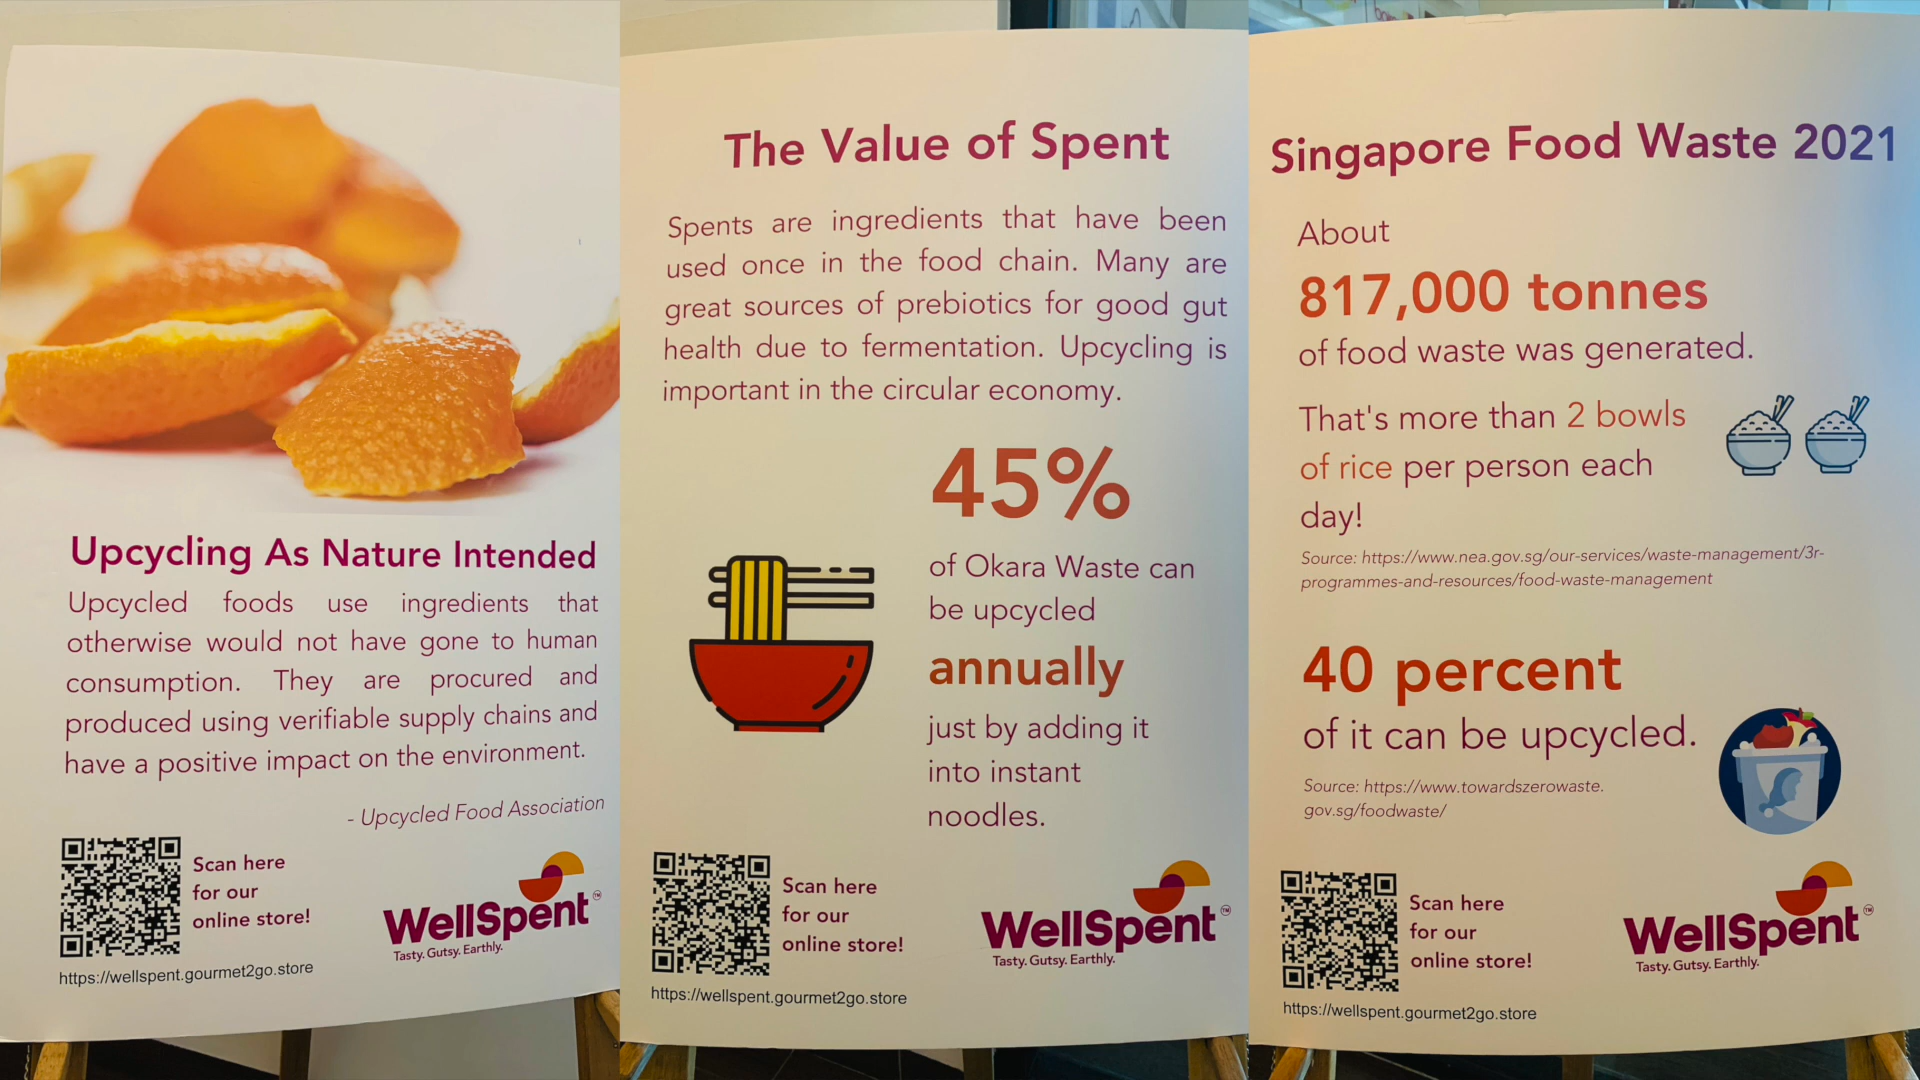 Upcycling As Nature Intended
Upcycled foods use ingredients that
otherwise would not have gone to human
consumption. They are procured and
produced using verifiable supply chains and
have a positive impact on the environment.
- Upcycled Food Association
Scan here
for our
online store!
https://wellspent.gourmet2go.store
WellSpent™
Tasty. Gutsy. Earthly.
The Value of Spent
Spents are ingredients that have been
used once in the food chain. Many are
great sources of prebiotics for good gut
health due to fermentation. Upcycling is
important in the circular economy.
45%
of Okara Waste can
be upcycled
annually
just by adding it
into instant
noodles.
Scan here
for our
online store!
https://wellspent.gourmet2go.store
WellSpent™
Tasty. Gutsy. Earthly.
Singapore Food Waste 2021
About
817,000 tonnes
of food waste was generated.
That's more than 2 bowls
of rice per person each
day!
Source: https://www.nea.gov.sg/our-services/waste-management/3r-
programmes-and-resources/food-waste-management
40 percent
of it can be upcycled.
Source: https://www.towardszerowaste.
gov.sg/foodwaste/
Scan here
for our
online store!
https://wellspent.gourmet2go.store
WellSpent™
Tasty. Gutsy. Earthly.